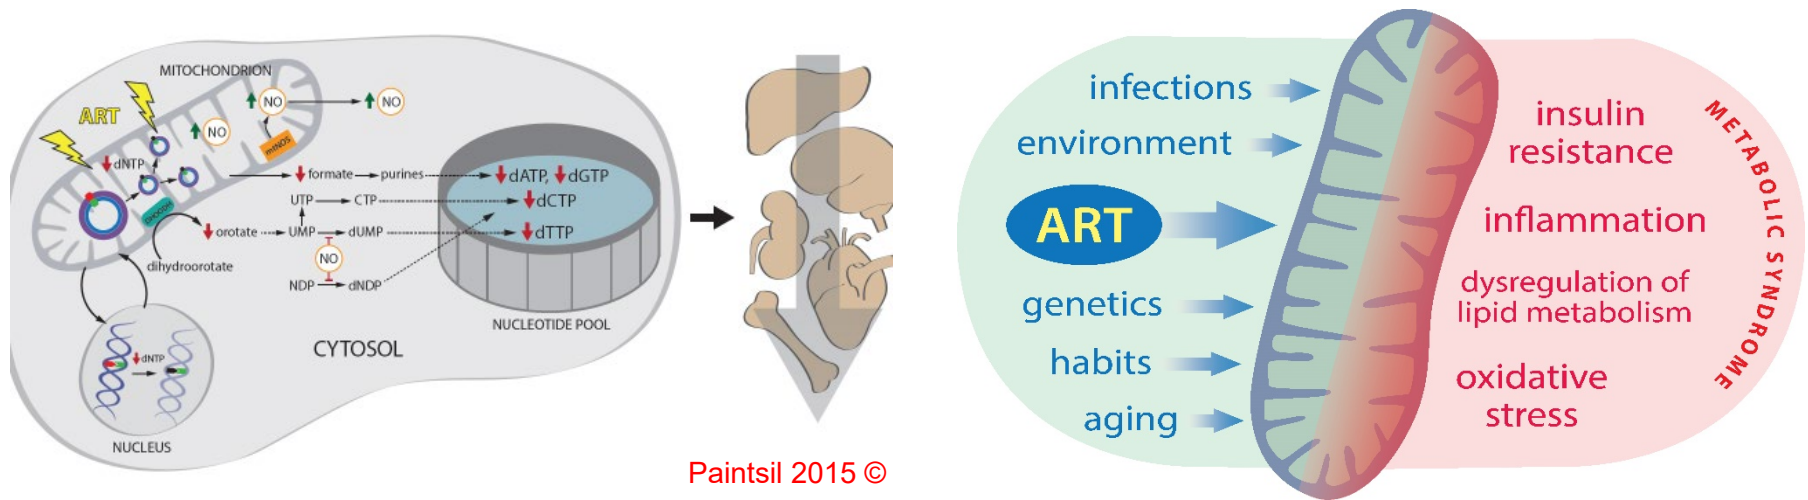 MITOCHONDRION
ART
NO
NO
NO
mtNOS
dNTP
formate
purines
dATP, dGTP
UTP
CTP
dCTP
DHODH
orotate
UMP
dUMP
dTTP
NO
dihydroorotate
NDP
dNDP
NUCLEOTIDE POOL
CYTOSOL
dNTP
NUCLEUS
Paintsil 2015 ©
infections
environment
ART
genetics
habits
aging
insulin
resistance
inflammation
dysregulation of
lipid metabolism
oxidative
stress
METABOLIC SYNDROME